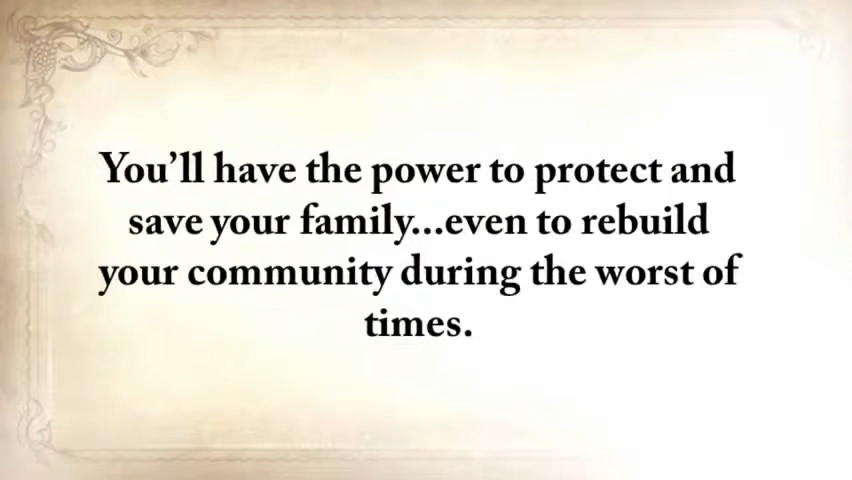 You’ll have the power to protect and
save your family...even to rebuild
your community during the worst of
times.